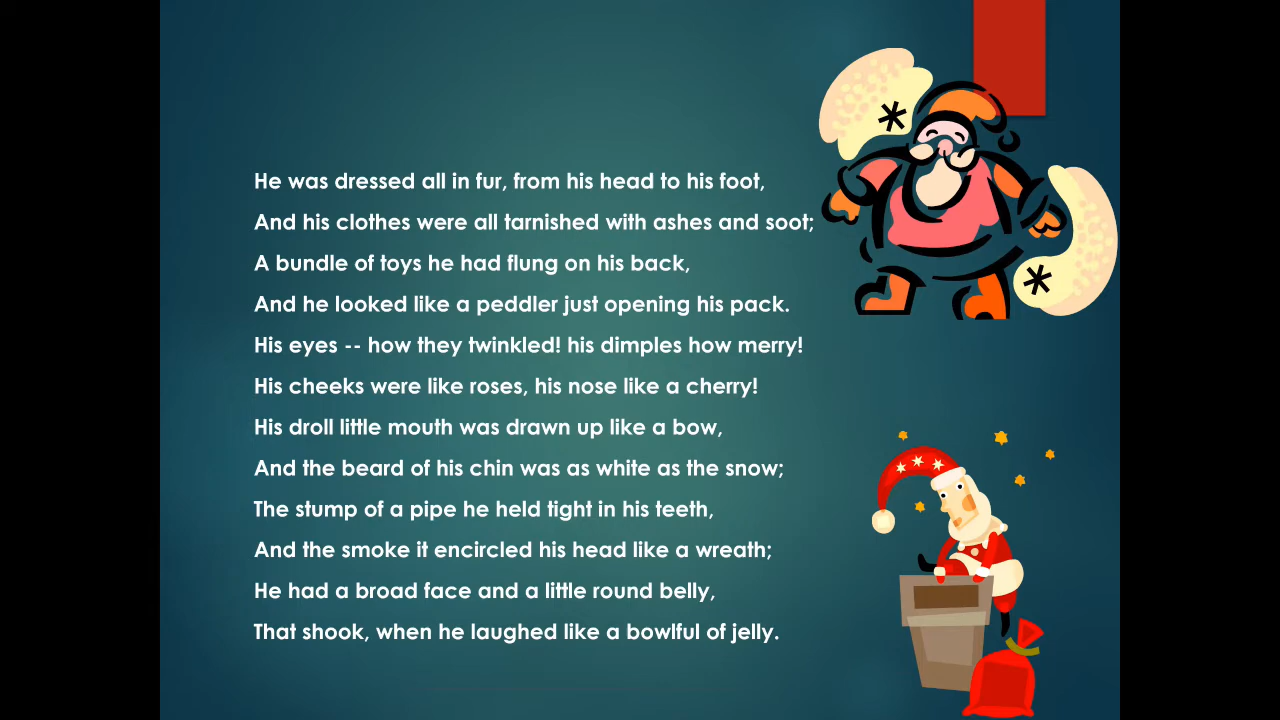 He was dressed all in fur, from his head to his foot,
And his clothes were all tarnished with ashes and soot;
A bundle of toys he had flung on his back,
And he looked like a peddler just opening his pack.
His eyes -- how they twinkled! his dimples how merry!
His cheeks were like roses, his nose like a cherry!
His droll little mouth was drawn up like a bow,
And the beard of his chin was as white as the snow;
The stump of a pipe he held tight in his teeth,
And the smoke it encircled his head like a wreath;
He had a broad face and a little round belly,
That shook, when he laughed like a bowlful of jelly.